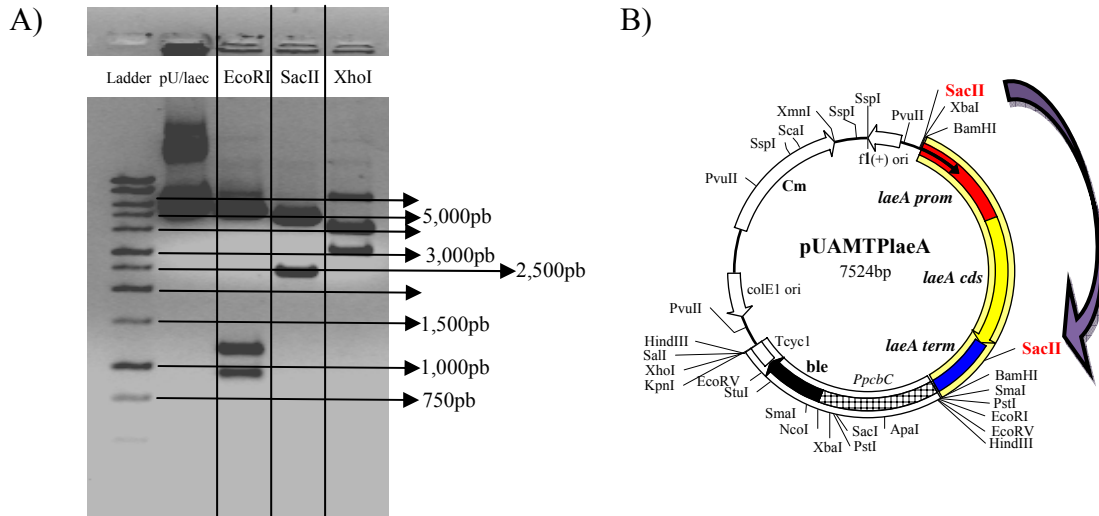 A)
Ladder pU/laec EcoRI SacII XhoI
5,000pb
3,000pb
2,500pb
1,500pb
1,000pb
750pb
B)
SacII
XbaI
BamHI
PvuII
SspI
SspI
XmnI
ScaI
SspI
PvuII
f1(+) ori
Cm
laeA prom
pUAMTPlaeA
7524bp
laeA cds
colE1 ori
PvuII
laeA term
SacII
HindIII
SalI
XhoI
KpnI
Tcyc1
EcoRV
StuI
ble
PpcbC
BamHI
SmaI
PstI
EcoRI
EcoRV
HindIII
SmaI
NcoI
XbaI
SacI
PstI
ApaI